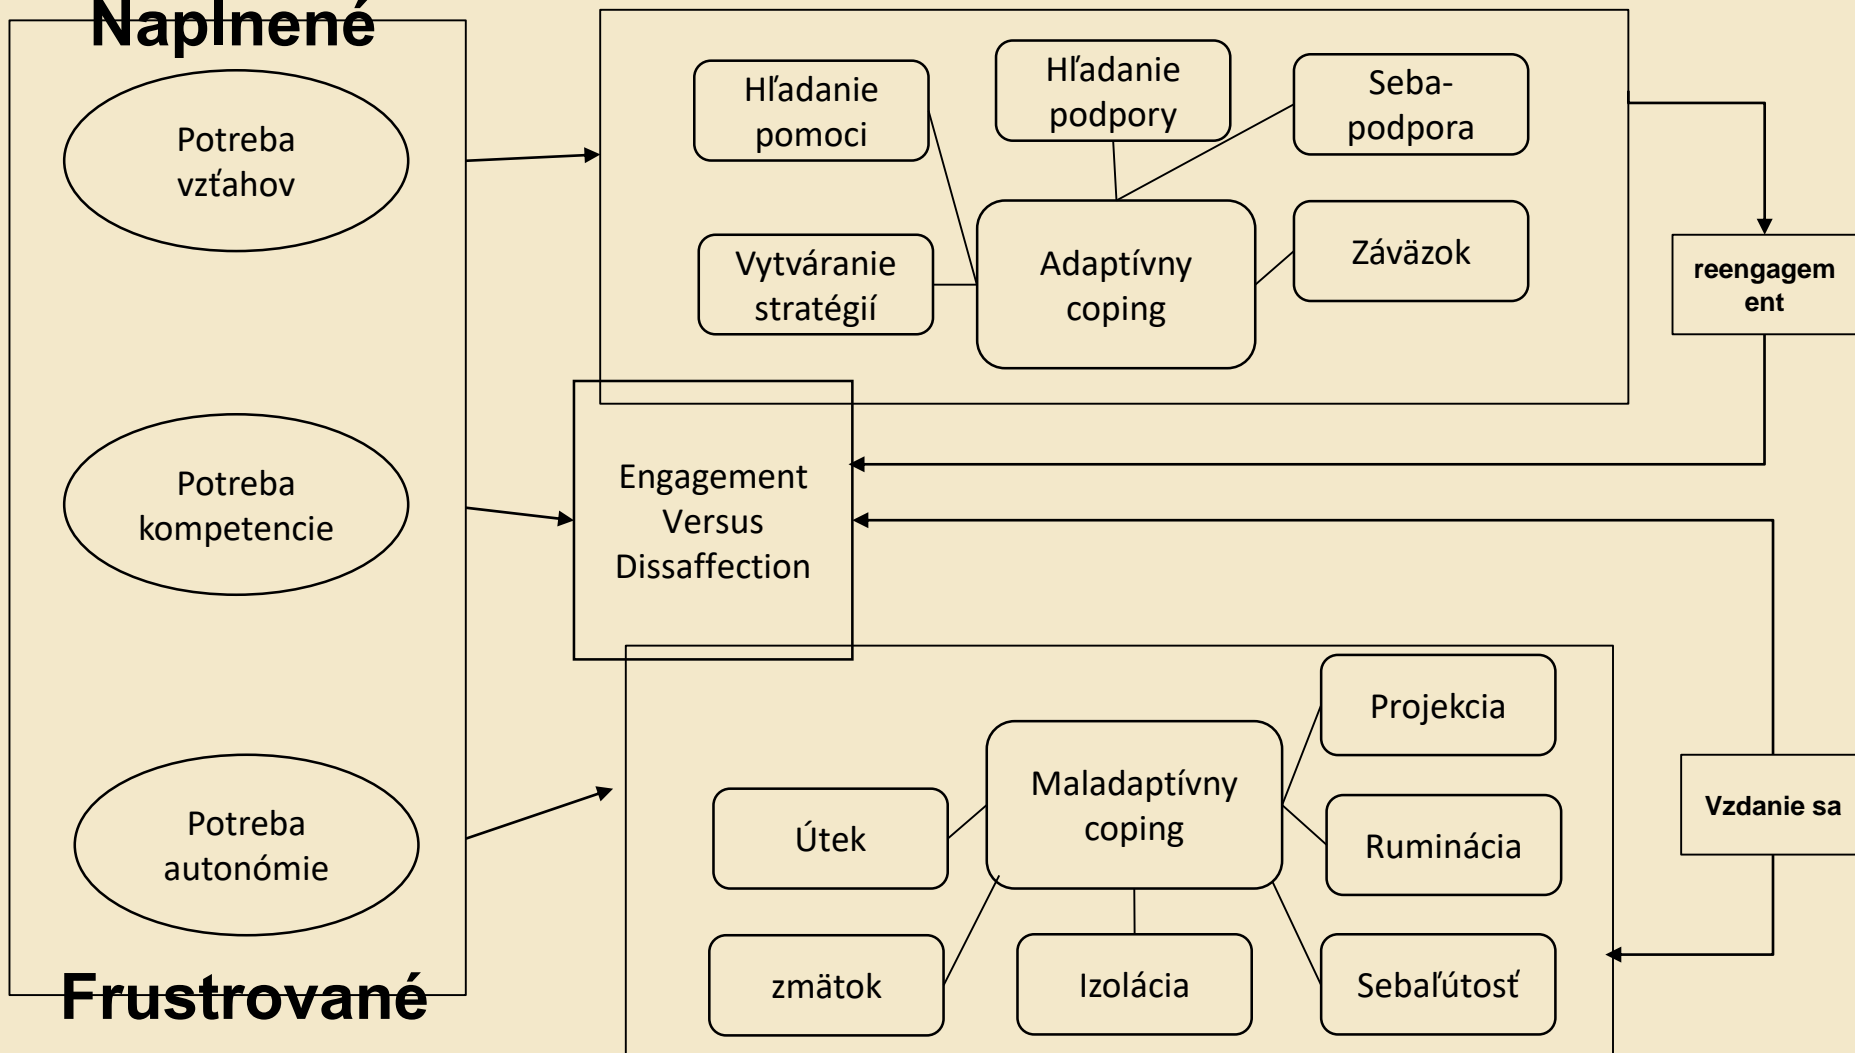 Naplnené
Potreba
vzťahov
Potreba
kompetencie
Potreba
autonómie
Frustrované
Hľadanie
pomoci
Hľadanie
podpory
Seba-
podpora
Vytváranie
stratégií
Adaptívny
coping
Záväzok
reengagem
ent
Engagement
Versus
Dissaffection
Projekcia
Maladaptívny
coping
Útek
Ruminácia
Vzdanie sa
zmätok
Izolácia
Sebaľútosť